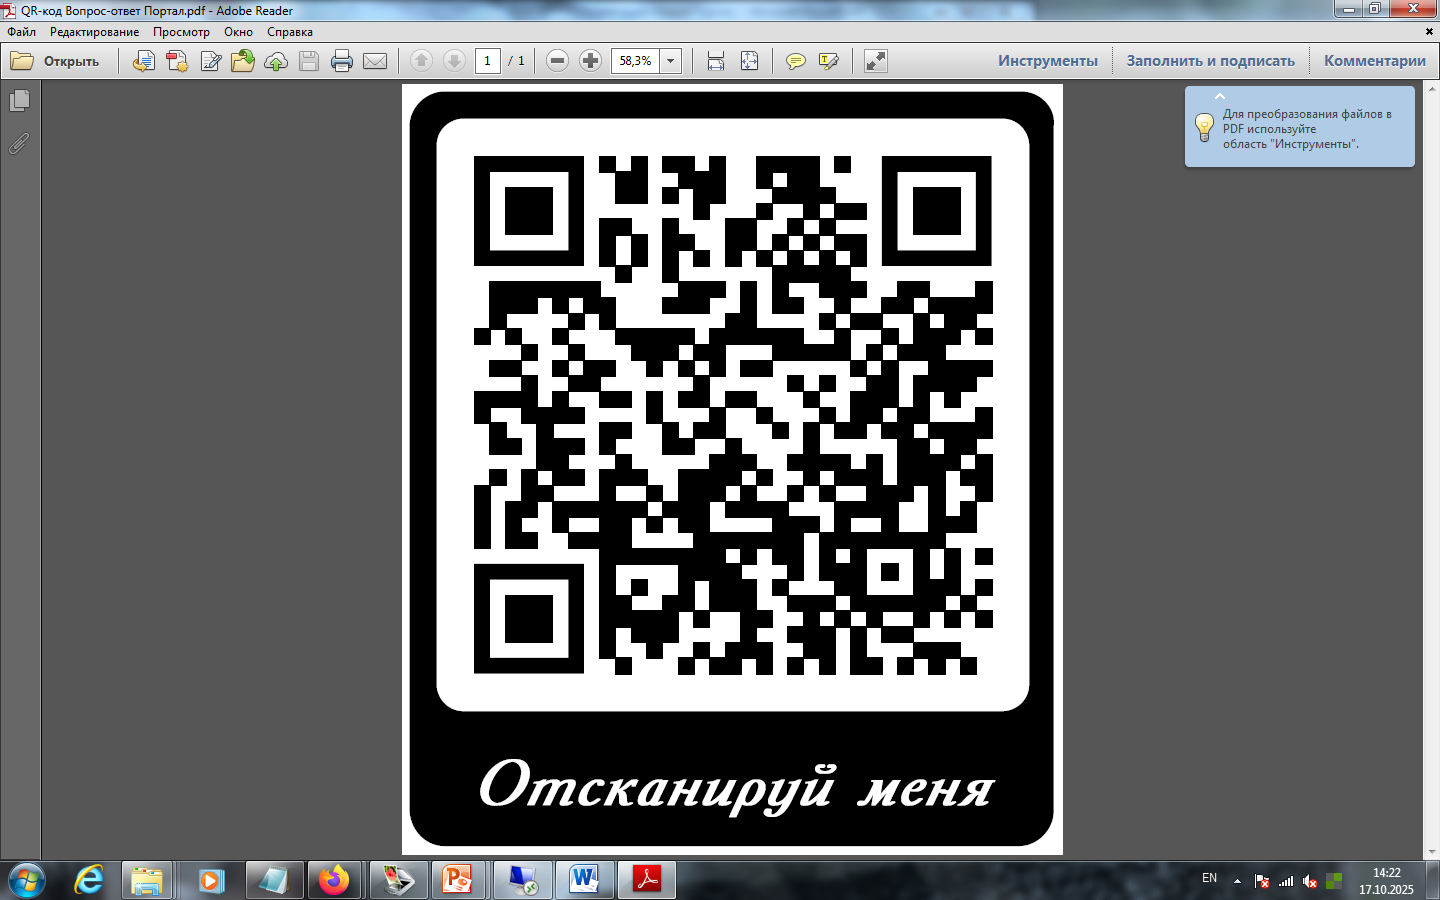 QR-код Вопрос-ответ Портал.pdf - Adobe Reader
Файл Редактирование Просмотр Окно Справка
Открыть 1 / 1 58,3% Инструменты Заполнить и подписать Комментарии
Для преобразования файлов в
PDF используйте
область "Инструменты".
Отсканируй меня
EN 14:22
17.10.2025